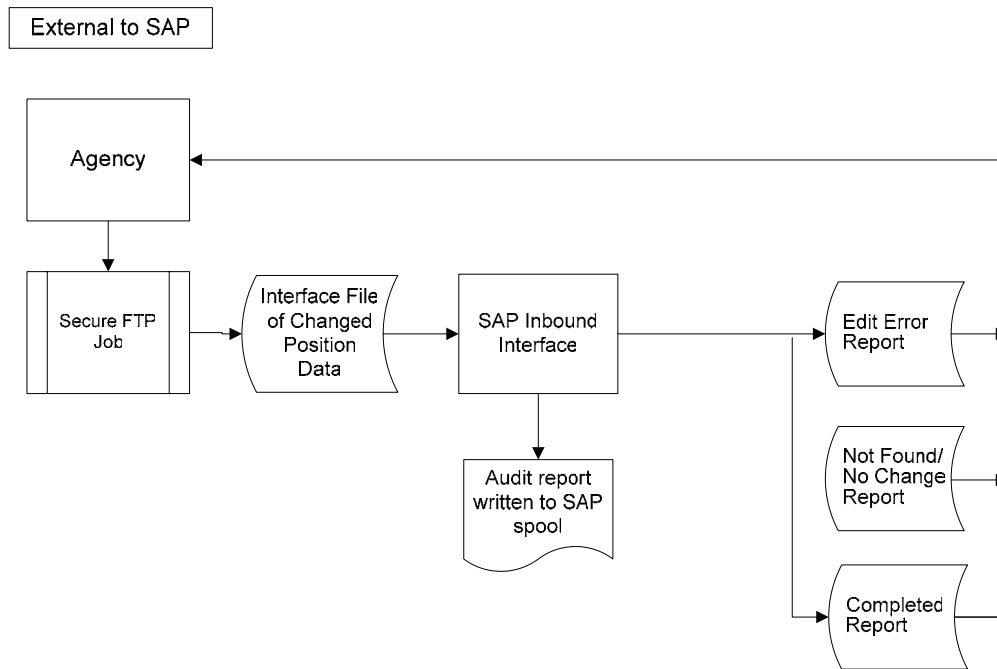 External to SAP
Agency
Secure FTP
Job
Interface File
of Changed
Position
Data
SAP Inbound
Interface
Edit Error
Report
Audit report
written to SAP
spool
Not Found/
No Change
Report
Completed
Report